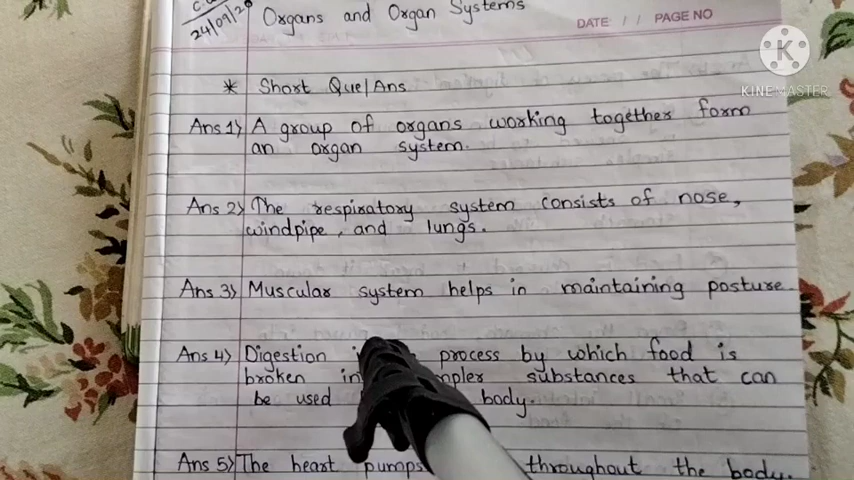 C.W
24/09/20
Organs and Organ Systems
DATE: / / PAGE NO
KINEMASTER
* Short Que/Ans
Ans 1) A group of organs working together form
an organ system.
Ans 2) The respiratory system consists of nose,
windpipe, and lungs.
Ans 3) Muscular system helps in maintaining posture.
Ans 4) Digestion process by which food is
broken substances that can
be used body.
Ans 5) The heart pumps throughout the body.